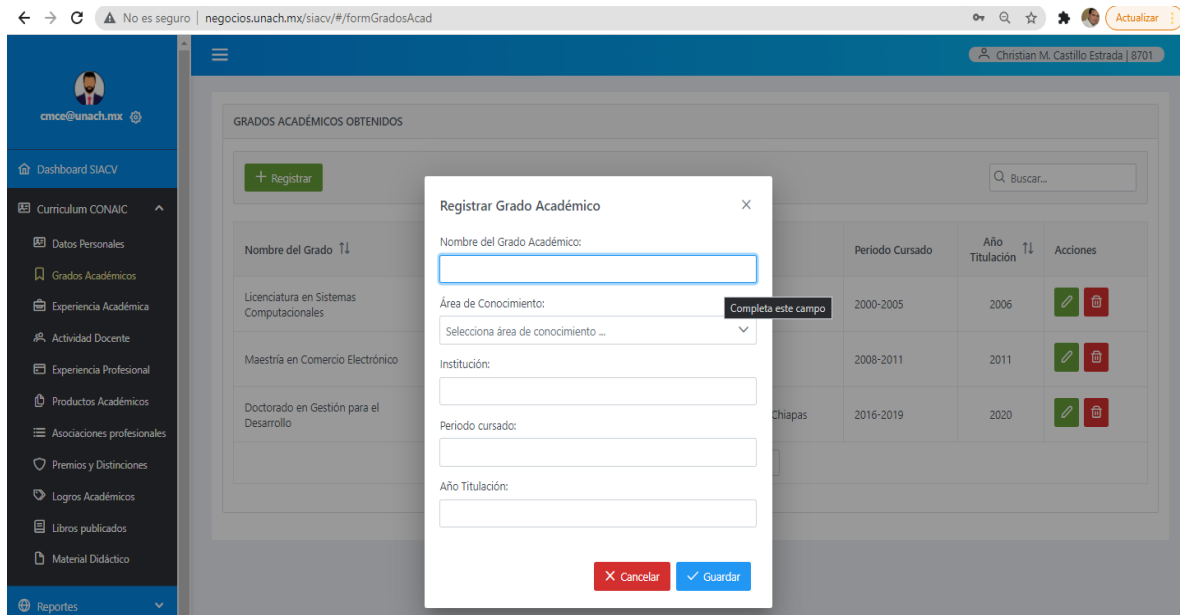 No es seguro | negocios.unach.mx/siacv/#/formGradosAcad
Actualizar
Christian M. Castillo Estrada | 8701
cmce@unach.mx
Dashboard SIACV
Curriculum CONAIC
Datos Personales
Grados Académicos
Experiencia Académica
Actividad Docente
Experiencia Profesional
Productos Académicos
Asociaciones profesionales
Premios y Distinciones
Logros Académicos
Libros publicados
Material Didáctico
Reportes
GRADOS ACADÉMICOS OBTENIDOS
Registrar
Buscar...
Nombre del Grado
Periodo Cursado
Año
Titulación
Acciones
Licenciatura en Sistemas
Computacionales
2000-2005
2006
Maestría en Comercio Electrónico
2008-2011
2011
Doctorado en Gestión para el
Desarrollo
Chiapas
2016-2019
2020
Registrar Grado Académico
Nombre del Grado Académico:
Área de Conocimiento:
Completa este campo
Selecciona área de conocimiento ...
Institución:
Periodo cursado:
Año Titulación:
Cancelar
Guardar